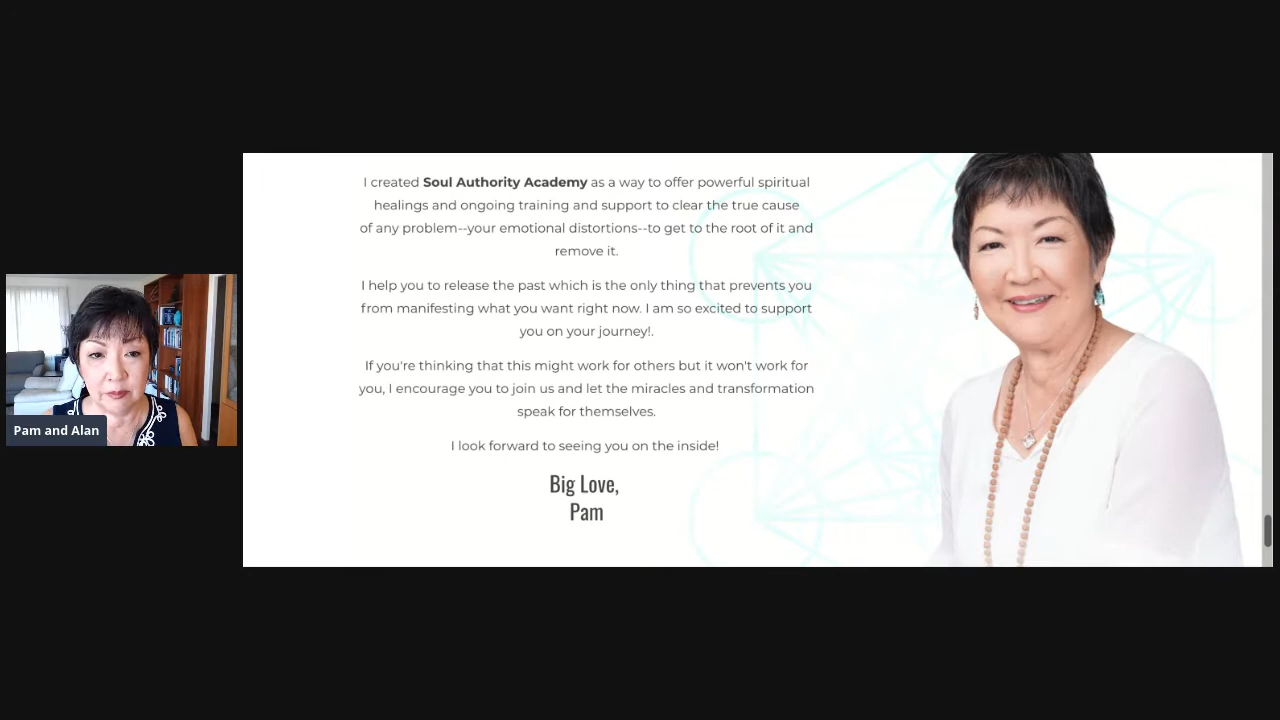 I created Soul Authority Academy as a way to offer powerful spiritual
healings and ongoing training and support to clear the true cause
of any problem--your emotional distortions--to get to the root of it and
remove it.
I help you to release the past which is the only thing that prevents you
from manifesting what you want right now. I am so excited to support
you on your journey!.
If you're thinking that this might work for others but it won't work for
you, I encourage you to join us and let the miracles and transformation
speak for themselves.
I look forward to seeing you on the inside!
Big Love,
Pam
Pam and Alan